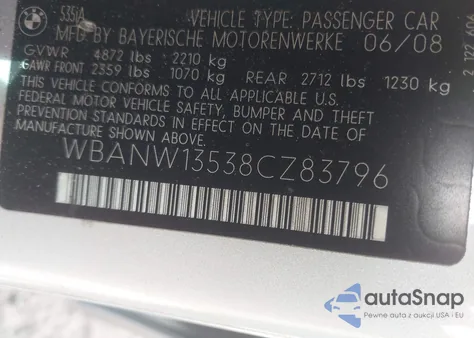 535iA VEHICLE TYPE: PASSENGER CAR
MFD BY BAYERISCHE MOTORENWERKE 06/08
GVWR 4872 lbs 2210 kg
GAWR FRONT 2359 lbs 1070 kg REAR 2712 lbs 1230 kg
THIS VEHICLE CONFORMS TO ALL APPLICABLE U.S.
FEDERAL MOTOR VEHICLE SAFETY, BUMPER AND THEFT
PREVENTION STANDARDS IN EFFECT ON THE DATE OF
MANUFACTURE SHOWN ABOVE.
WBANW13538CZ83796
autaSnap
Pewne auta z aukcji USA i EU